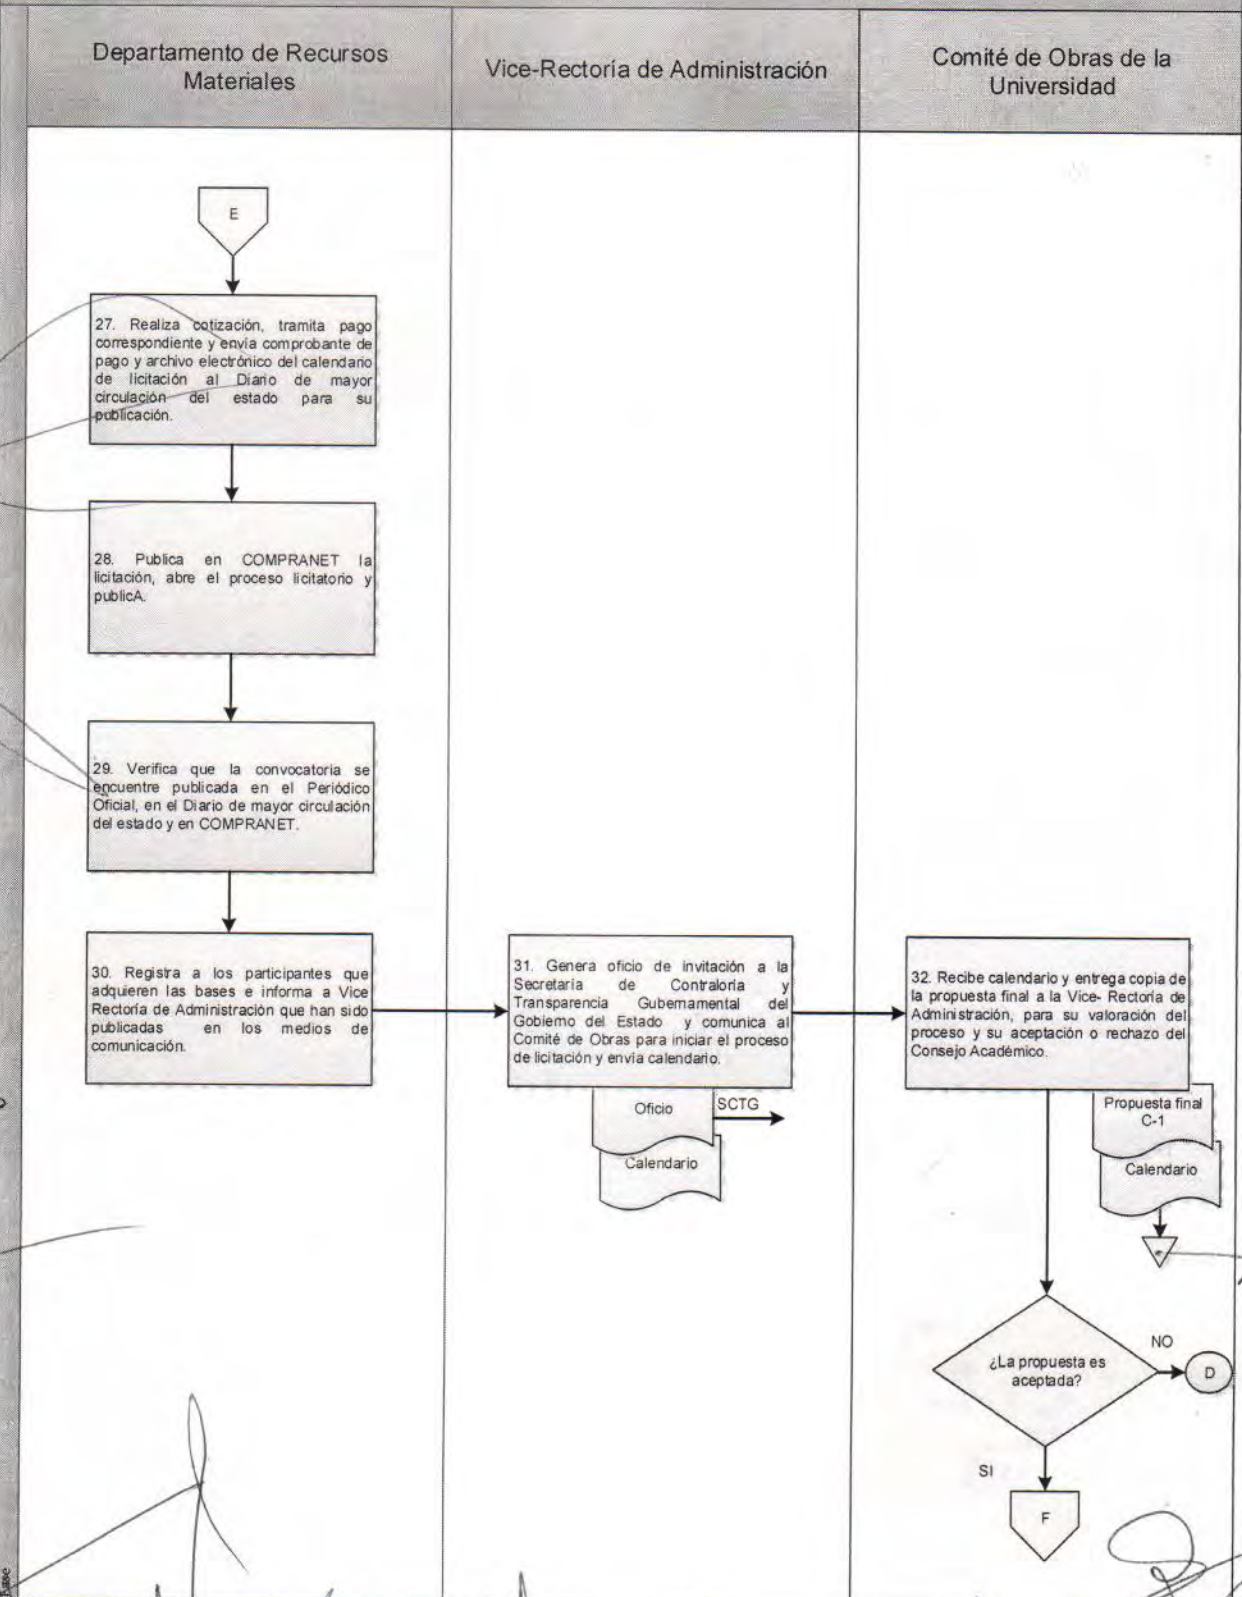 Departamento de Recursos
Materiales
Vice-Rectoría de Administración
Comité de Obras de la
Universidad
E
27. Realiza cotización, tramita pago
correspondiente y envía comprobante de
pago y archivo electrónico del calendario
de licitación al Diario de mayor
circulación del estado para su
publicación.
28. Publica en COMPRANET la
licitación, abre el proceso licitatorio y
publicA.
29. Verifica que la convocatoria se
encuentre publicada en el Periódico
Oficial, en el Diario de mayor circulación
del estado y en COMPRANET.
30. Registra a los participantes que
adquieren las bases e informa a Vice
Rectoría de Administración que han sido
publicadas en los medios de
comunicación.
31. Genera oficio de invitación a la
Secretaría de Contraloría y
Transparencia Gubernamental del
Gobierno del Estado y comunica al
Comité de Obras para iniciar el proceso
de licitación y envía calendario.
Oficio
SCTG
Calendario
32. Recibe calendario y entrega copia de
la propuesta final a la Vice- Rectoría de
Administración, para su valoración del
proceso y su aceptación o rechazo del
Consejo Académico.
Propuesta final
C-1
Calendario
¿La propuesta es
aceptada?
NO
D
SI
F